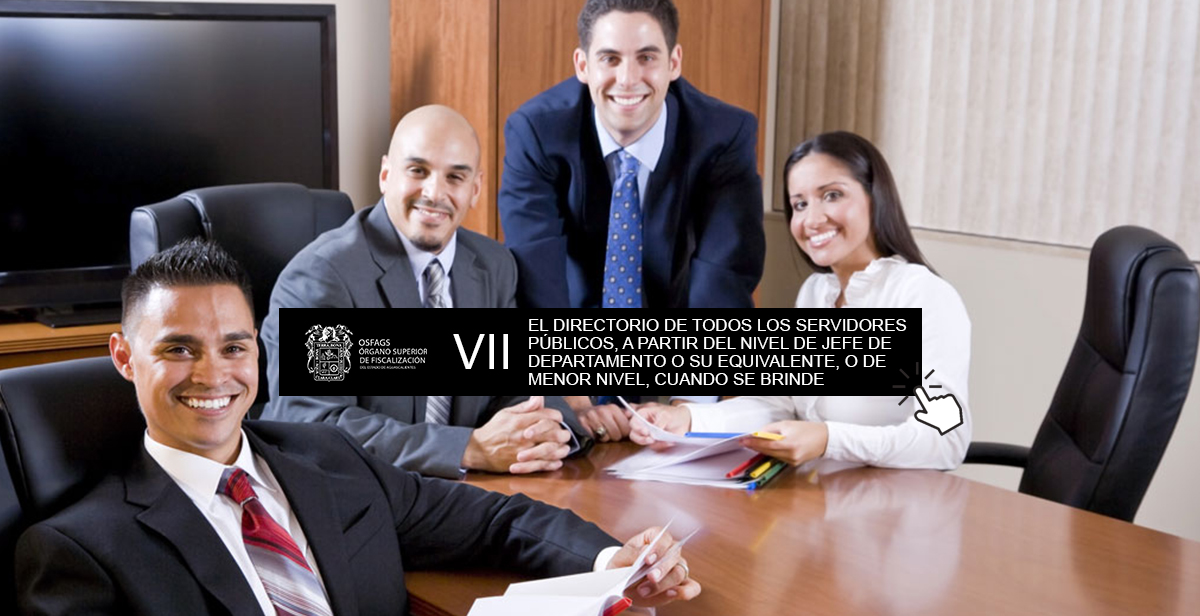 OSFAGS
ÓRGANO SUPERIOR
DE FISCALIZACIÓN
DEL ESTADO DE AGUASCALIENTES
VII
EL DIRECTORIO DE TODOS LOS SERVIDORES
PÚBLICOS, A PARTIR DEL NIVEL DE JEFE DE
DEPARTAMENTO O SU EQUIVALENTE, O DE
MENOR NIVEL, CUANDO SE BRINDE